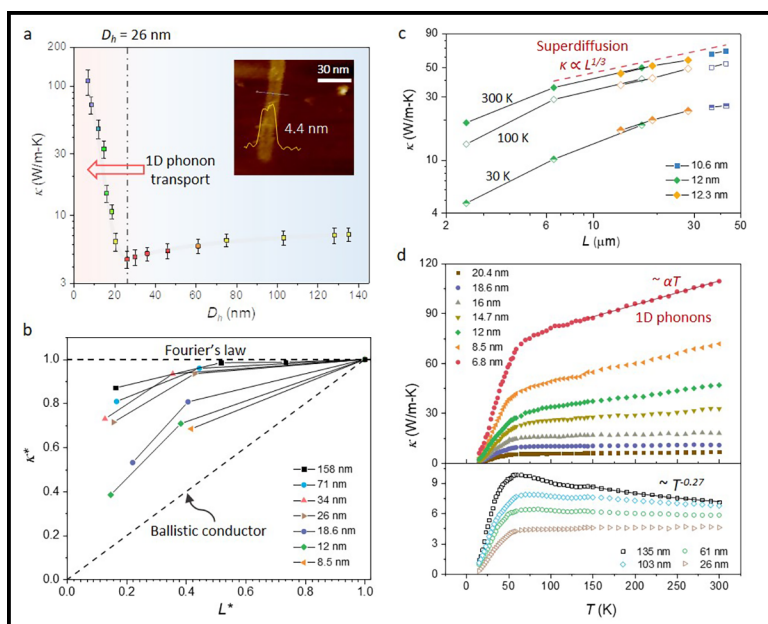 a
D_h = 26 nm
200
100
30
10
3
κ (W/m-K)
0 20 40 60 80 100 120 140
D_h (nm)
1D phonon
transport
30 nm
4.4 nm
b
Fourier's law
1.0
0.8
0.6
0.4
0.2
0
κ*
0.0 0.2 0.4 0.6 0.8 1.0
L*
Ballistic conductor
158 nm
71 nm
34 nm
26 nm
18.6 nm
12 nm
8.5 nm
c
90
50
30
10
4
κ (W/m-K)
2 6 10 30 50
L (μm)
Superdiffusion
κ ∝ L^1/3
300 K
100 K
30 K
10.6 nm
12 nm
12.3 nm
d
120
90
60
30
0
9
6
3
0
κ (W/m-K)
0 50 100 150 200 250 300
T (K)
20.4 nm
18.6 nm
16 nm
14.7 nm
12 nm
8.5 nm
6.8 nm
~ αT
1D phonons
~ T^-0.27
135 nm
61 nm
103 nm
26 nm